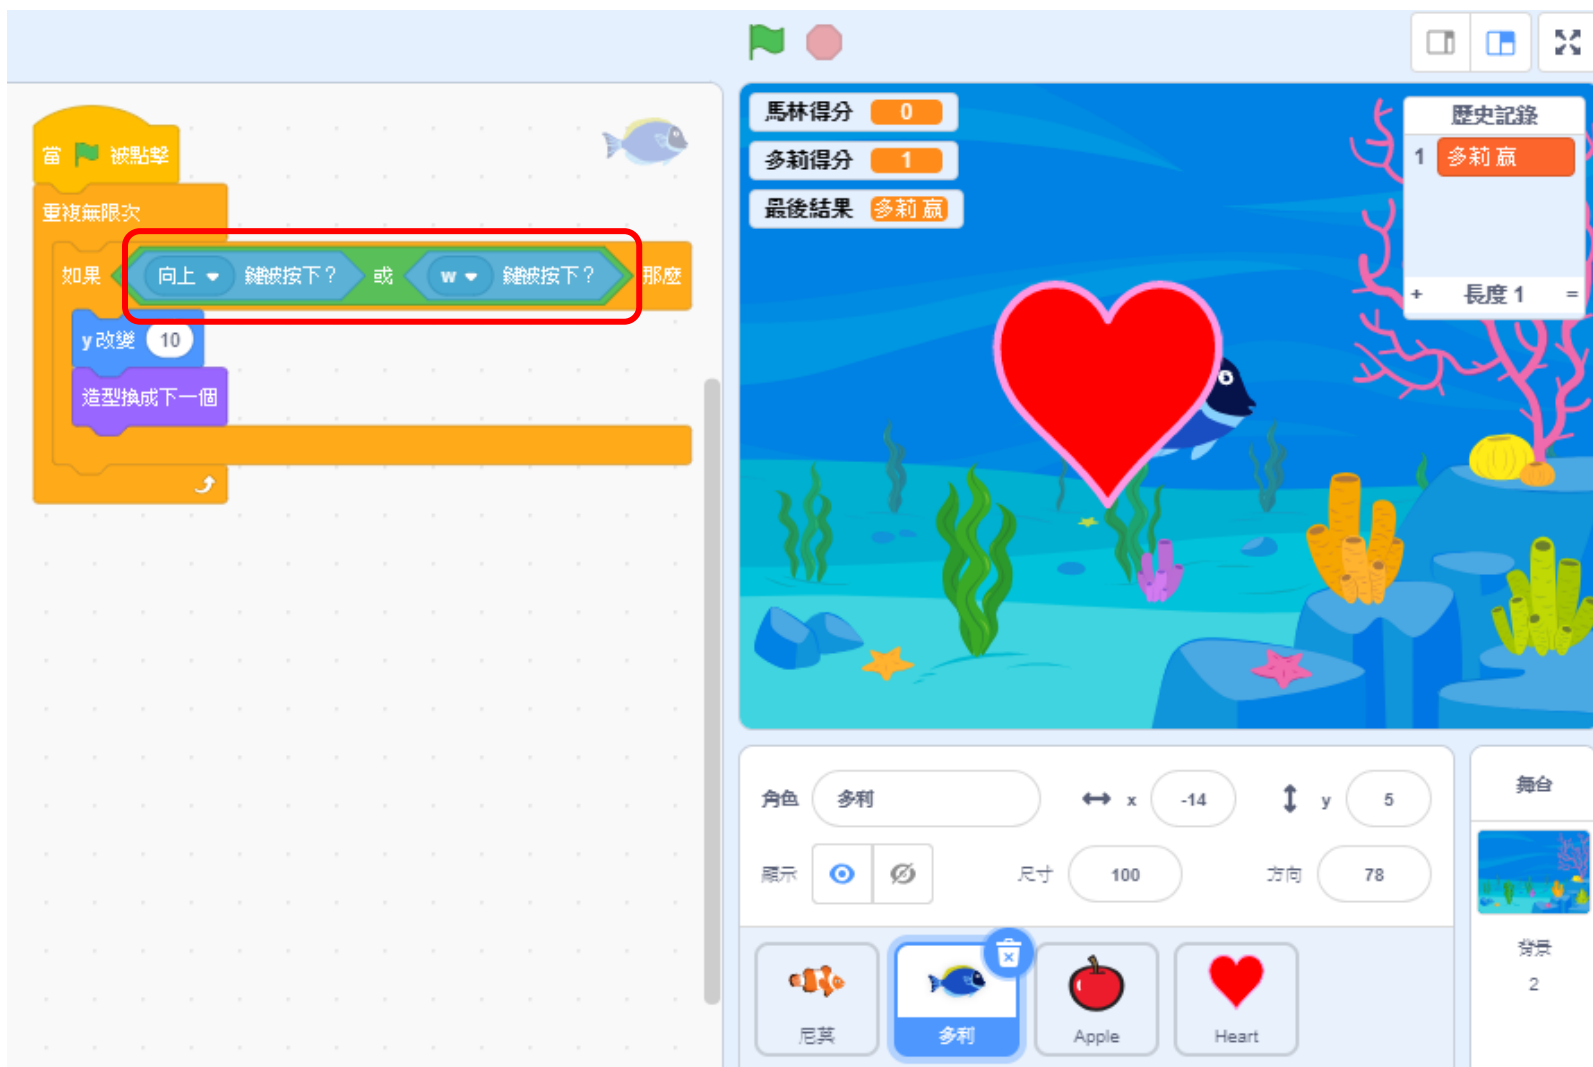 當 被點擊
重複無限次
如果 向上 鍵被按下? 或 w 鍵被按下? 那麼
y 改變 10
造型換成下一個
馬林得分 0
多莉得分 1
最後結果 多莉 贏
歷史記錄
1 多莉 贏
+ 長度 1 =
角色 多利 x -14 y 5
顯示 尺寸 100 方向 78
尼莫
多利
Apple
Heart
舞台
背景
2